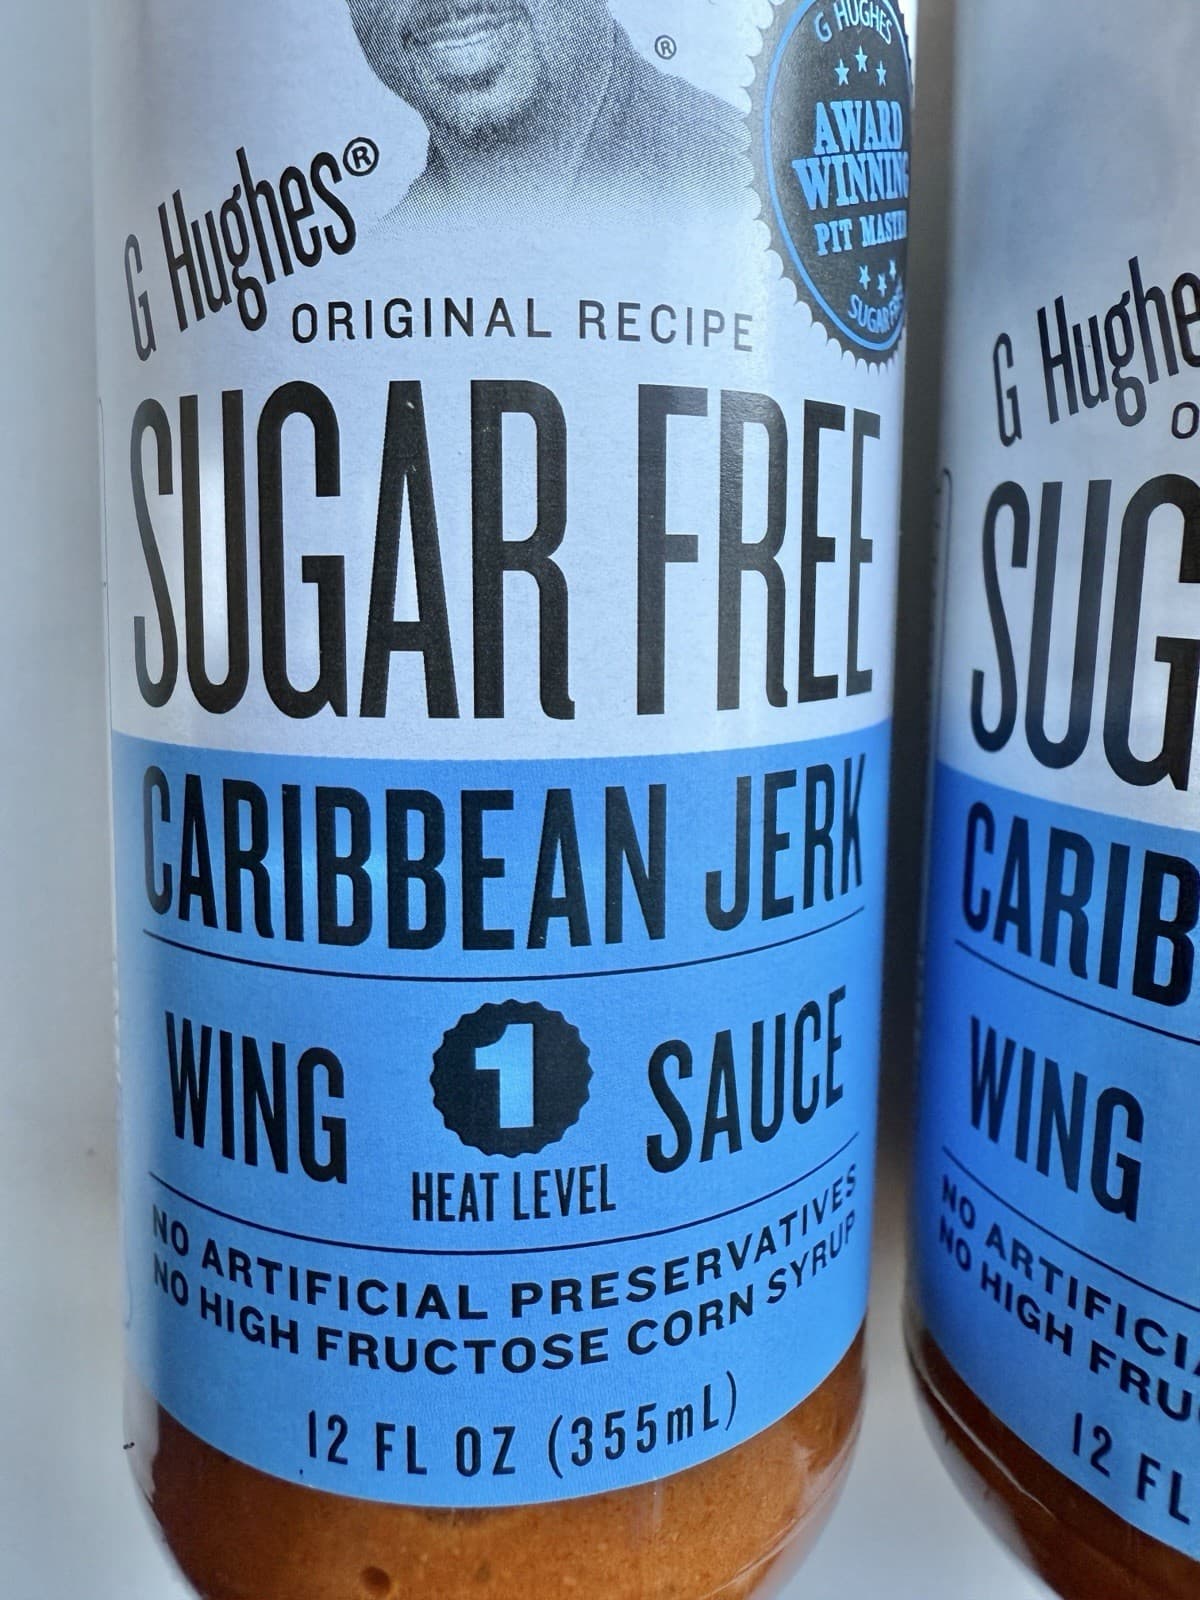 G HUGHES
AWARD
WINNING
PIT
SUGAR
®
G Hughes®
ORIGINAL RECIPE
SUGAR FREE
CARIBBEAN JERK
WING 1 SAUCE
HEAT LEVEL
NO ARTIFICIAL PRESERVATIVES
NO HIGH FRUCTOSE CORN SYRUP
12 FL OZ (355mL)
G Hughe
O
SUG
CARIB
WING
NO ARTIFICI
NO HIGH FRU
12 FL